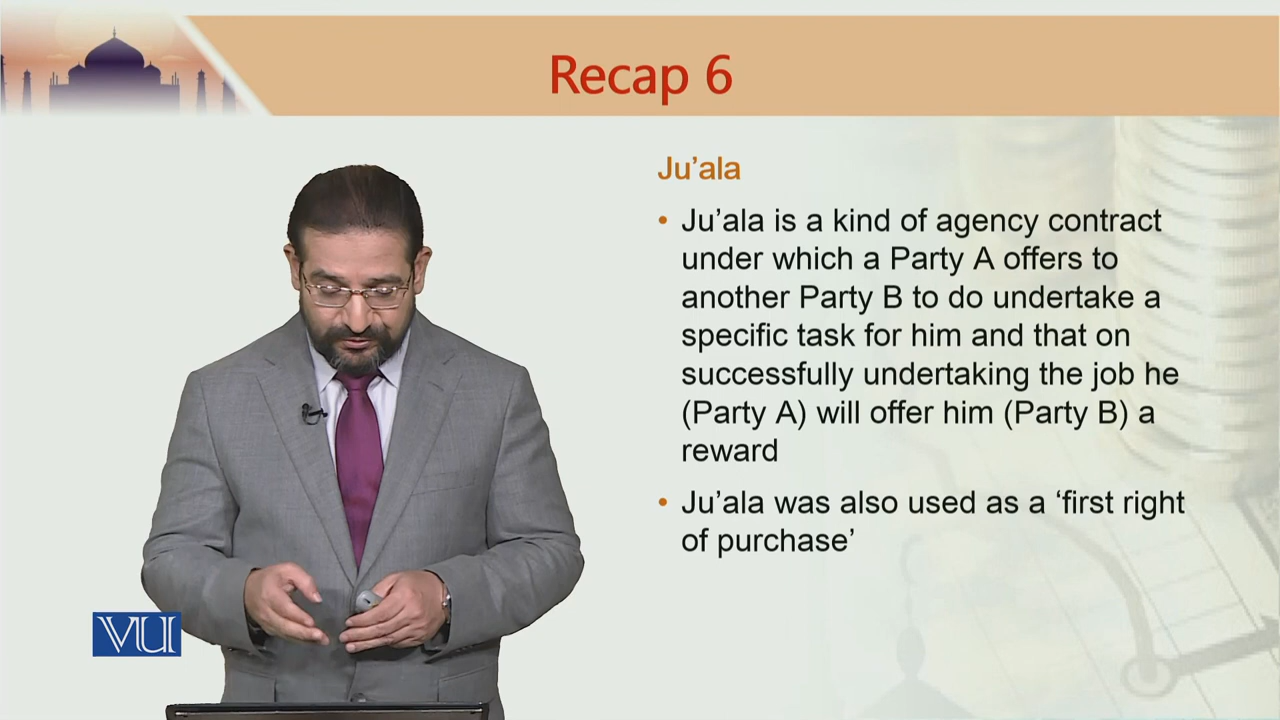 Recap 6
Ju’ala
• Ju’ala is a kind of agency contract
under which a Party A offers to
another Party B to do undertake a
specific task for him and that on
successfully undertaking the job he
(Party A) will offer him (Party B) a
reward
• Ju’ala was also used as a ‘first right
of purchase’
VU